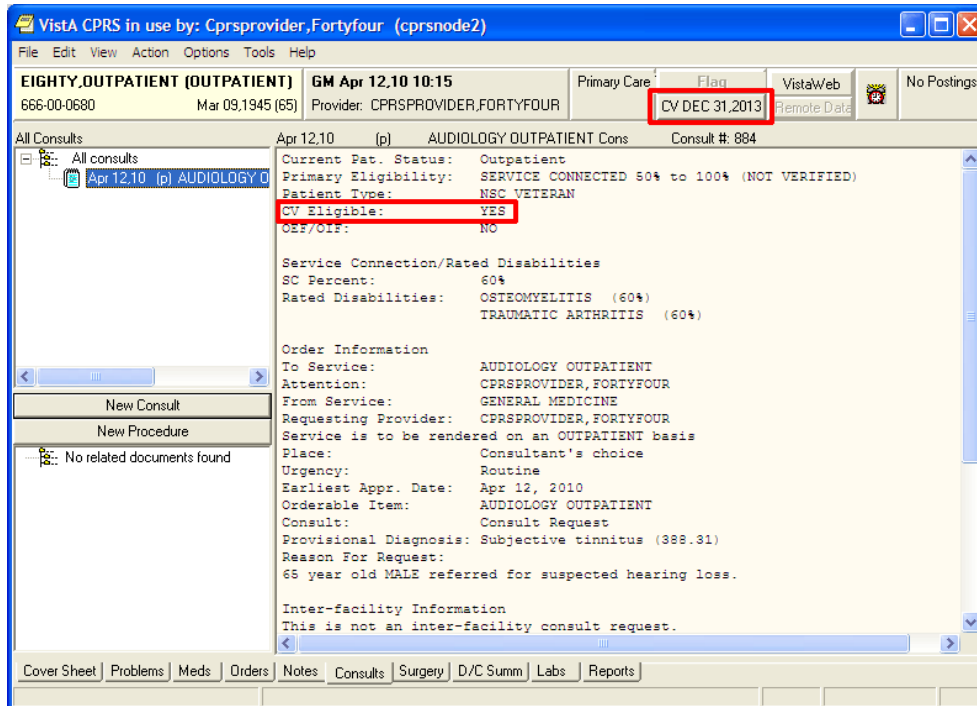 VistA CPRS in use by: Cprsprovider,Fortyfour (cprsnode2)
File Edit View Action Options Tools Help
EIGHTY,OUTPATIENT (OUTPATIENT) GM Apr 12,10 10:15 Primary Care Flag VistaWeb No Postings
666-00-0680 Mar 09,1945 (65) Provider: CPRSPROVIDER,FORTYFOUR CV DEC 31,2013 Remote Data
All Consults Apr 12,10 (p) AUDIOLOGY OUTPATIENT Cons Consult #: 884
All consults
Apr 12,10 (p) AUDIOLOGY O
Current Pat. Status: Outpatient
Primary Eligibility: SERVICE CONNECTED 50% to 100% (NOT VERIFIED)
Patient Type: NSC VETERAN
CV Eligible: YES
OEF/OIF: NO
Service Connection/Rated Disabilities
SC Percent: 60%
Rated Disabilities: OSTEOMYELITIS (60%)
TRAUMATIC ARTHRITIS (60%)
Order Information
To Service: AUDIOLOGY OUTPATIENT
Attention: CPRSPROVIDER,FORTYFOUR
From Service: GENERAL MEDICINE
Requesting Provider: CPRSPROVIDER,FORTYFOUR
Service is to be rendered on an OUTPATIENT basis
Place: Consultant's choice
Urgency: Routine
Earliest Appr. Date: Apr 12, 2010
Orderable Item: AUDIOLOGY OUTPATIENT
Consult: Consult Request
Provisional Diagnosis: Subjective tinnitus (388.31)
Reason For Request:
65 year old MALE referred for suspected hearing loss.
Inter-facility Information
This is not an inter-facility consult request.
New Consult
New Procedure
No related documents found
Cover Sheet Problems Meds Orders Notes Consults Surgery D/C Summ Labs Reports